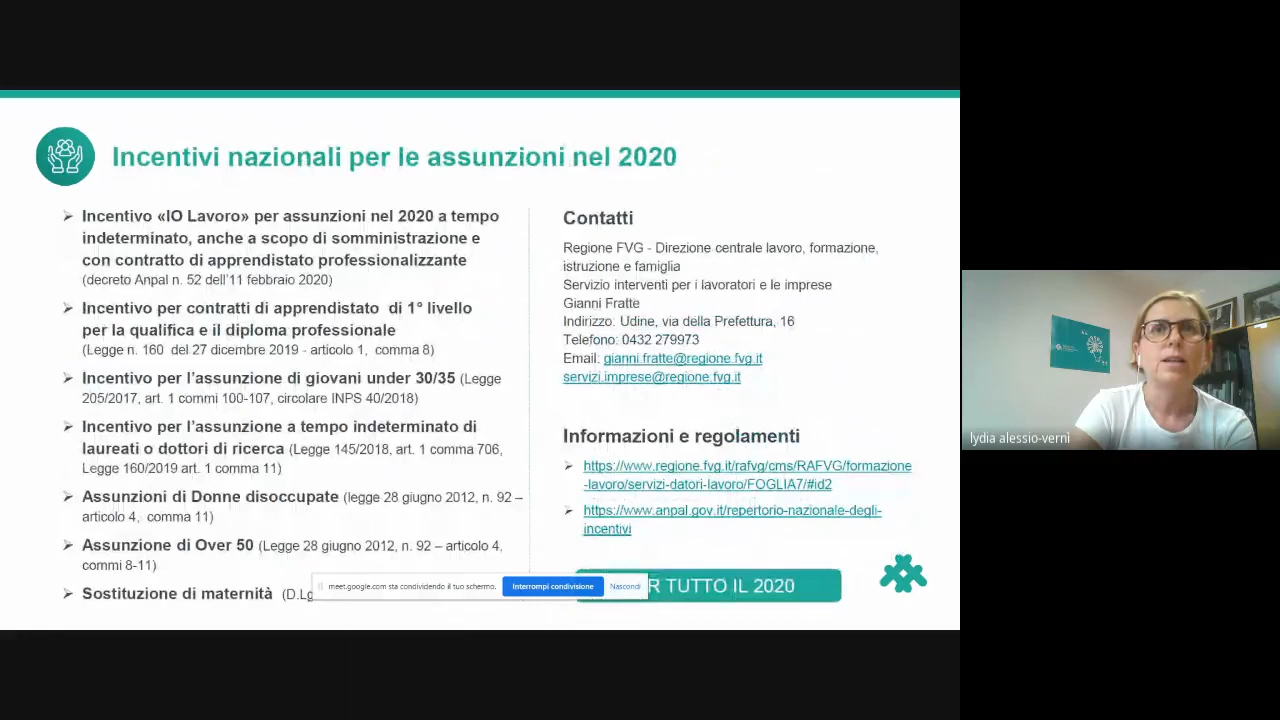 Incentivi nazionali per le assunzioni nel 2020
Incentivo «IO Lavoro» per assunzioni nel 2020 a tempo
indeterminato, anche a scopo di somministrazione e
con contratto di apprendistato professionalizzante
(decreto Anpal n. 52 dell'11 febbraio 2020)
Incentivo per contratti di apprendistato di 1° livello
per la qualifica e il diploma professionale
(Legge n. 160 del 27 dicembre 2019 - articolo 1, comma 8)
Incentivo per l'assunzione di giovani under 30/35 (Legge
205/2017, art. 1 commi 100-107, circolare INPS 40/2018)
Incentivo per l'assunzione a tempo indeterminato di
laureati o dottori di ricerca (Legge 145/2018, art. 1 comma 706,
Legge 160/2019 art. 1 comma 11)
Assunzioni di Donne disoccupate (legge 28 giugno 2012, n. 92 –
articolo 4, comma 11)
Assunzione di Over 50 (Legge 28 giugno 2012, n. 92 – articolo 4,
commi 8-11)
Sostituzione di maternità (D.Lg
Contatti
Regione FVG - Direzione centrale lavoro, formazione,
istruzione e famiglia
Servizio interventi per i lavoratori e le imprese
Gianni Fratte
Indirizzo: Udine, via della Prefettura, 16
Telefono: 0432 279973
Email: gianni.fratte@regione.fvg.it
servizi.imprese@regione.fvg.it
Informazioni e regolamenti
https://www.regione.fvg.it/rafvg/cms/RAFVG/formazione
-lavoro/servizi-datori-lavoro/FOGLIA7/#id2
https://www.anpal.gov.it/repertorio-nazionale-degli-
incentivi
R TUTTO IL 2020
meet.google.com sta condividendo il tuo schermo. Interrompi condivisione Nascondi
lydia alessio-vernì